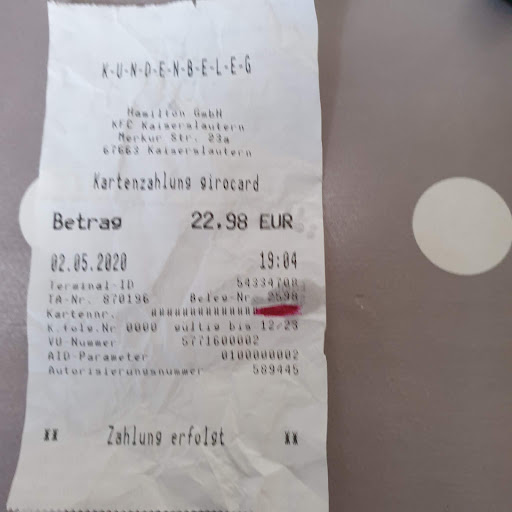 K-U-N-D-E-N-B-E-L-E-G
Hamilton GmbH
KFC Kaiserslautern
Merkur Str. 23a
67663 Kaiserslautern
Kartenzahlung girocard
Betrag 22.98 EUR
02.05.2020 19:04
Terminal-ID 54334708
TA-Nr. 870196 Beleg-Nr. 2598
Kartennr. #############
K.folg.Nr 0000 gültig bis 12/23
VU-Nummer 5771600002
AID-Parameter 0100000002
Autorisierungsnummer 589445
** Zahlung erfolgt **